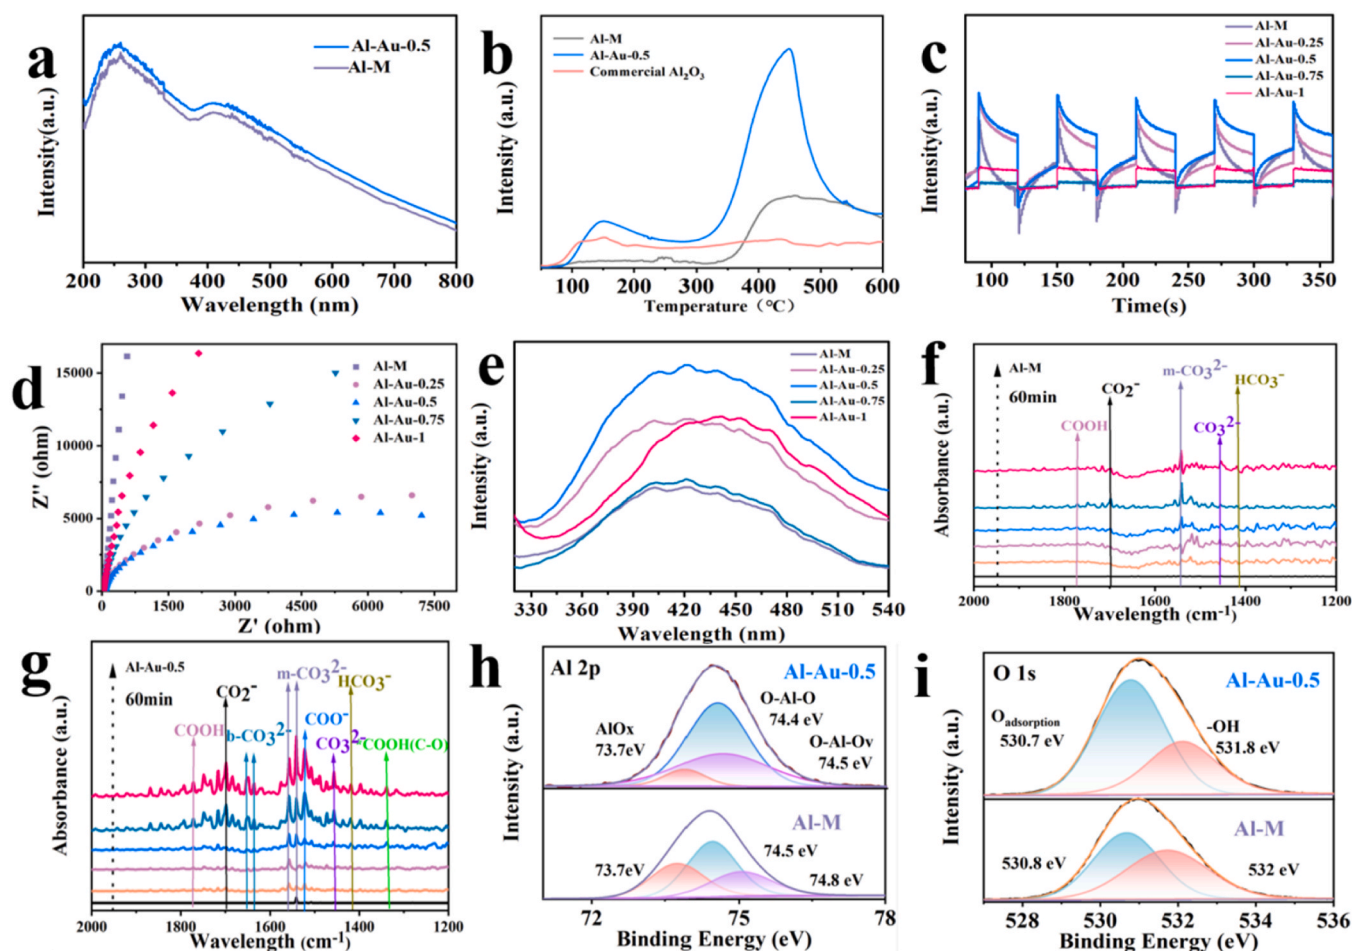 a
Al-Au-0.5
Al-M
Intensity(a.u.)
200 300 400 500 600 700 800
Wavelength (nm)
b
Al-M
Al-Au-0.5
Commercial Al₂O₃
Intensity (a.u.)
100 200 300 400 500 600
Temperature (℃)
c
Al-M
Al-Au-0.25
Al-Au-0.5
Al-Au-0.75
Al-Au-1
Intensity(a.u.)
100 150 200 250 300 350
Time(s)
d
Al-M
Al-Au-0.25
Al-Au-0.5
Al-Au-0.75
Al-Au-1
Z'' (ohm)
15000
10000
5000
0
0 1500 3000 4500 6000 7500
Z' (ohm)
e
Al-M
Al-Au-0.25
Al-Au-0.5
Al-Au-0.75
Al-Au-1
Intensity (a.u.)
330 360 390 420 450 480 510 540
Wavelength (nm)
f
Al-M
60min
COOH
CO2⁻
m-CO3²⁻
CO3²⁻
HCO3⁻
Absorbance (a.u.)
2000 1800 1600 1400 1200
Wavelength (cm⁻¹)
g
Al-Au-0.5
60min
COOH
CO2⁻
b-CO3²⁻
m-CO3²⁻
COO⁻
CO3²⁻
HCO3⁻
COOH(C-O)
Absorbance (a.u.)
2000 1800 1600 1400 1200
Wavelength (cm⁻¹)
h
Al 2p
Al-Au-0.5
AlOx
73.7eV
O-Al-O
74.4 eV
O-Al-Ov
74.5 eV
Al-M
73.7eV
74.5 eV
74.8 eV
Intensity (a.u.)
72 75 78
Binding Energy (eV)
i
O 1s
Al-Au-0.5
Oadsorption
530.7 eV
-OH
531.8 eV
Al-M
530.8 eV
532 eV
Intensity (a.u.)
528 530 532 534 536
Binding Energy (eV)